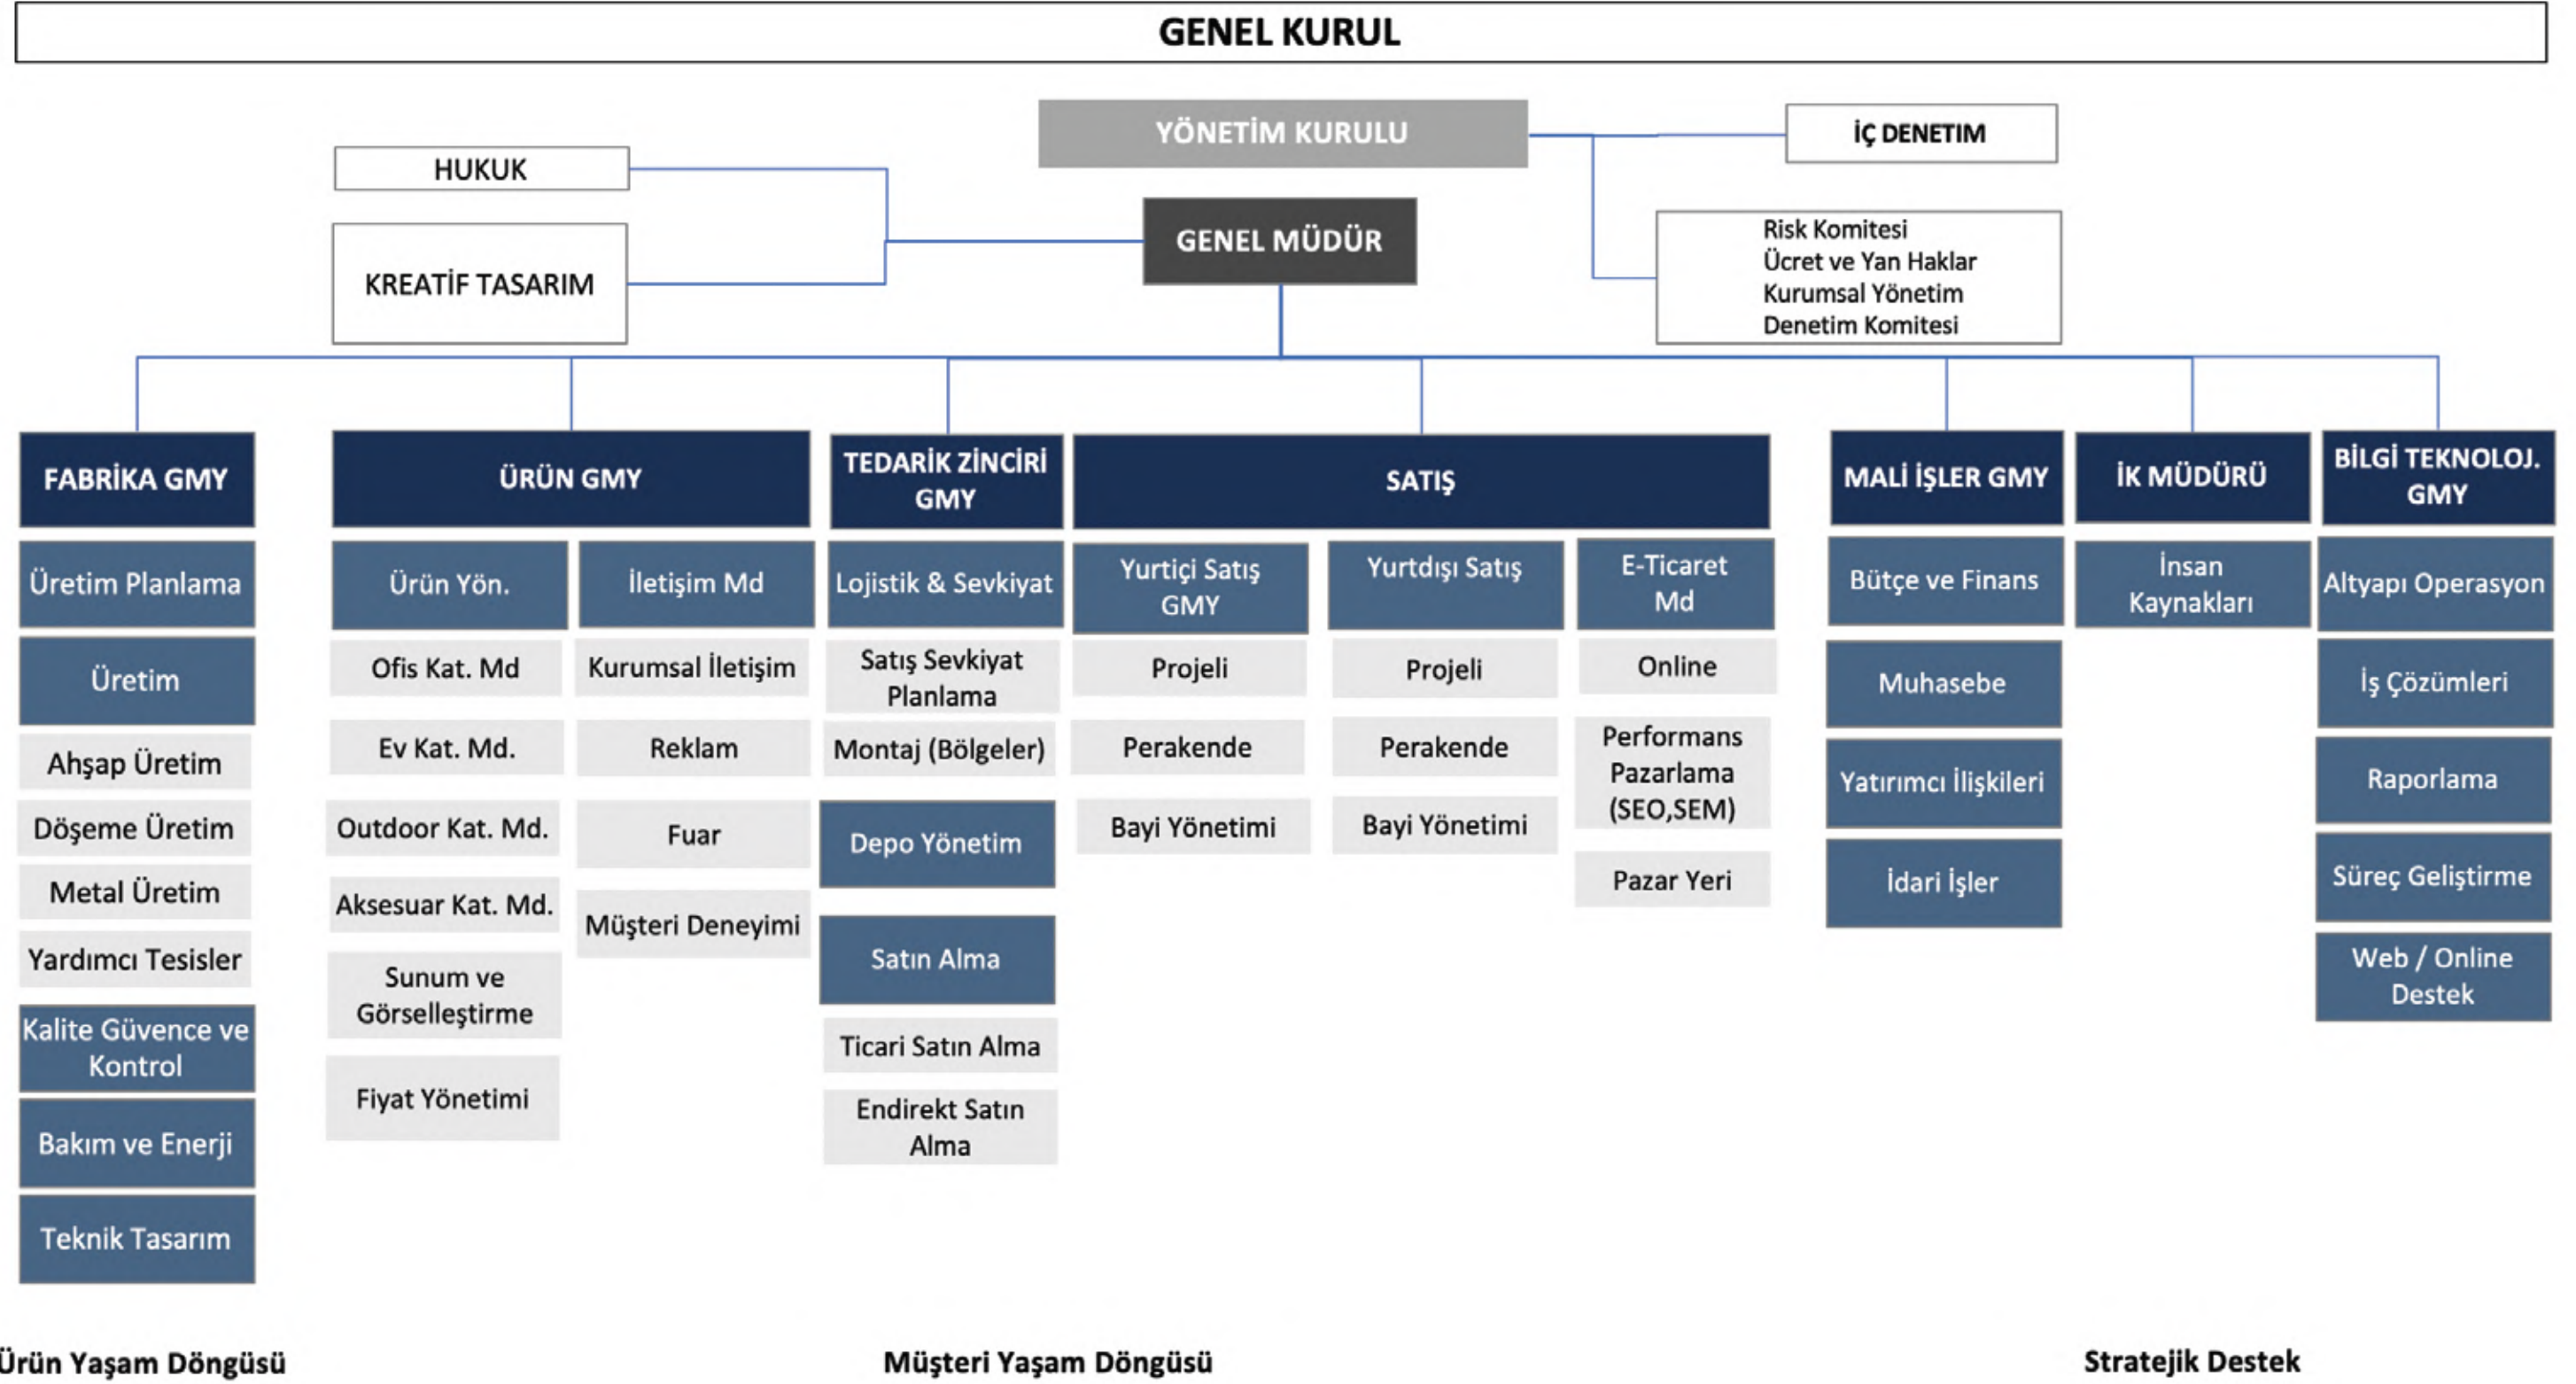 GENEL KURUL
YÖNETİM KURULU
İÇ DENETIM
HUKUK
KREATİF TASARIM
GENEL MÜDÜR
Risk Komitesi
Ücret ve Yan Haklar
Kurumsal Yönetim
Denetim Komitesi
FABRİKA GMY
Üretim Planlama
Üretim
Ahşap Üretim
Döşeme Üretim
Metal Üretim
Yardımcı Tesisler
Kalite Güvence ve
Kontrol
Bakım ve Enerji
Teknik Tasarım
ÜRÜN GMY
Ürün Yön.
Ofis Kat. Md
Ev Kat. Md.
Outdoor Kat. Md.
Aksesuar Kat. Md.
Sunum ve
Görselleştirme
Fiyat Yönetimi
İletişim Md
Kurumsal İletişim
Reklam
Fuar
Müşteri Deneyimi
TEDARİK ZİNCİRİ
GMY
Lojistik & Sevkiyat
Satış Sevkiyat
Planlama
Montaj (Bölgeler)
Depo Yönetim
Satın Alma
Ticari Satın Alma
Endirekt Satın
Alma
SATIŞ
Yurtiçi Satış
GMY
Projeli
Perakende
Bayi Yönetimi
Yurtdışı Satış
Projeli
Perakende
Bayi Yönetimi
E-Ticaret
Md
Online
Performans
Pazarlama
(SEO,SEM)
Pazar Yeri
MALİ İŞLER GMY
Bütçe ve Finans
Muhasebe
Yatırımcı İlişkileri
İdari İşler
İK MÜDÜRÜ
İnsan
Kaynakları
BİLGİ TEKNOLOJ.
GMY
Altyapı Operasyon
İş Çözümleri
Raporlama
Süreç Geliştirme
Web / Online
Destek
Ürün Yaşam Döngüsü
Müşteri Yaşam Döngüsü
Stratejik Destek